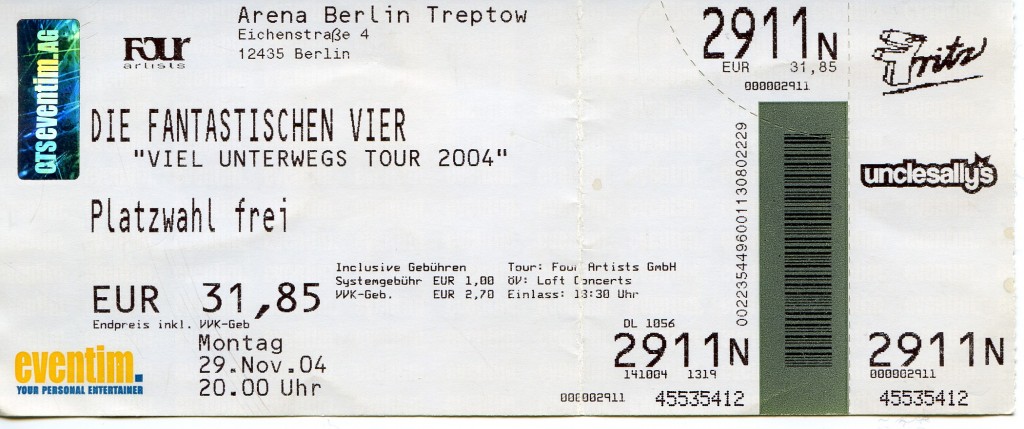 CTSeventim.AG
Four
artists
Arena Berlin Treptow
Eichenstraße 4
12435 Berlin
DIE FANTASTISCHEN VIER
"VIEL UNTERWEGS TOUR 2004"
Platzwahl frei
EUR 31,85
Endpreis inkl. VVK-Geb
Inclusive Gebühren
Systemgebühr EUR 1,00
VVK-Geb. EUR 2,70
Tour: Four Artists GmbH
ÖV: Loft Concerts
Einlass: 18:30 Uhr
Montag
29.Nov.04
20.00 Uhr
eventim.
YOUR PERSONAL ENTERTAINER
000002911
2911N
EUR 31,85
000002911
DL 1056
2911N
141004 1319
45535412
0022354496001130802229
Fritz
unclesally's
2911N
000002911
45535412